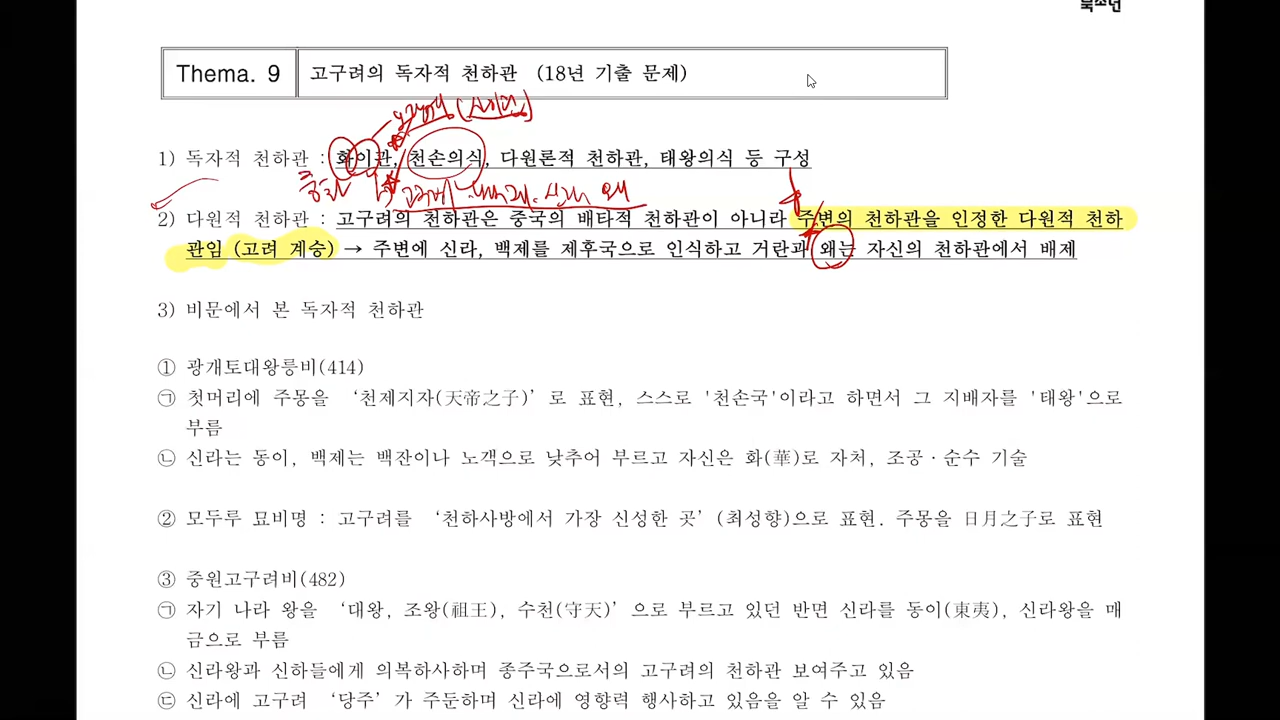 북소년
Thema. 9 고구려의 독자적 천하관 (18년 기출 문제)
1) 독자적 천하관 : 화이관, 천손의식, 다원론적 천하관, 태왕의식 등 구성
2) 다원적 천하관 : 고구려의 천하관은 중국의 배타적 천하관이 아니라 주변의 천하관을 인정한 다원적 천하
관임 (고려 계승) → 주변에 신라, 백제를 제후국으로 인식하고 거란과 왜는 자신의 천하관에서 배제
3) 비문에서 본 독자적 천하관
① 광개토대왕릉비(414)
㉠ 첫머리에 주몽을 ‘천제지자(天帝之子)’로 표현, 스스로 '천손국'이라고 하면서 그 지배자를 '태왕'으로
부름
㉡ 신라는 동이, 백제는 백잔이나 노객으로 낮추어 부르고 자신은 화(華)로 자처, 조공·순수 기술
② 모두루 묘비명 : 고구려를 ‘천하사방에서 가장 신성한 곳’(최성향)으로 표현. 주몽을 日月之子로 표현
③ 중원고구려비(482)
㉠ 자기 나라 왕을 ‘대왕, 조왕(祖王), 수천(守天)’으로 부르고 있던 반면 신라를 동이(東夷), 신라왕을 매
금으로 부름
㉡ 신라왕과 신하들에게 의복하사하며 종주국으로서의 고구려의 천하관 보여주고 있음
㉢ 신라에 고구려 ‘당주’가 주둔하며 신라에 영향력 행사하고 있음을 알 수 있음